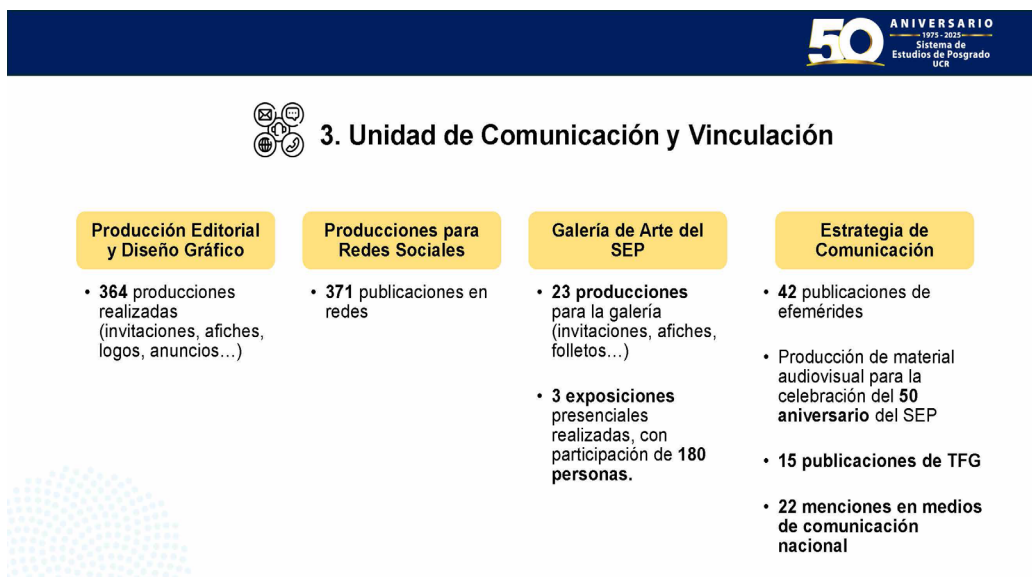 50
ANIVERSARIO
1975 - 2025
Sistema de
Estudios de Posgrado
UCR
3. Unidad de Comunicación y Vinculación
Producción Editorial
y Diseño Gráfico
• 364 producciones
realizadas
(invitaciones, afiches,
logos, anuncios…)
Producciones para
Redes Sociales
• 371 publicaciones en
redes
Galería de Arte del
SEP
• 23 producciones
para la galería
(invitaciones, afiches,
folletos…)
• 3 exposiciones
presenciales
realizadas, con
participación de 180
personas.
Estrategia de
Comunicación
• 42 publicaciones de
efemérides
• Producción de material
audiovisual para la
celebración del 50
aniversario del SEP
• 15 publicaciones de TFG
• 22 menciones en medios
de comunicación
nacional